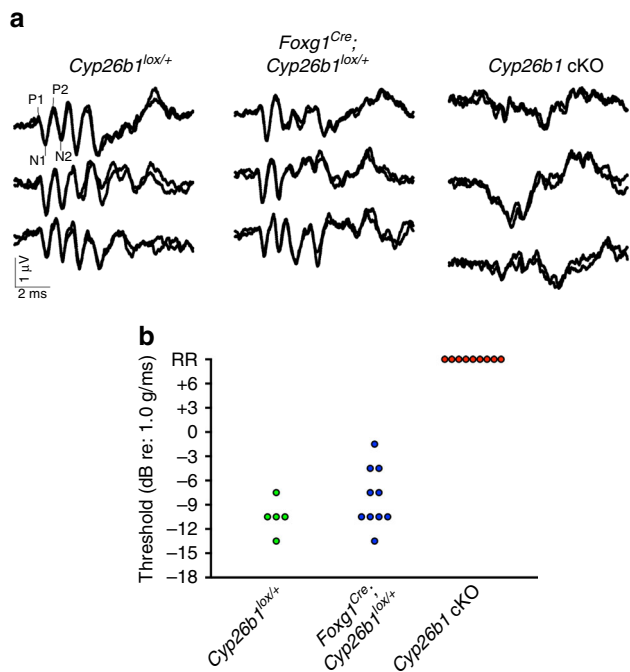 a
Cyp26b1lox/+
Foxg1Cre;
Cyp26b1lox/+
Cyp26b1 cKO
P1
P2
N1
N2
1 μV
2 ms
b
Threshold (dB re: 1.0 g/ms)
RR
+6
+3
0
−3
−6
−9
−12
−15
−18
Cyp26b1lox/+
Foxg1Cre;
Cyp26b1lox/+
Cyp26b1 cKO